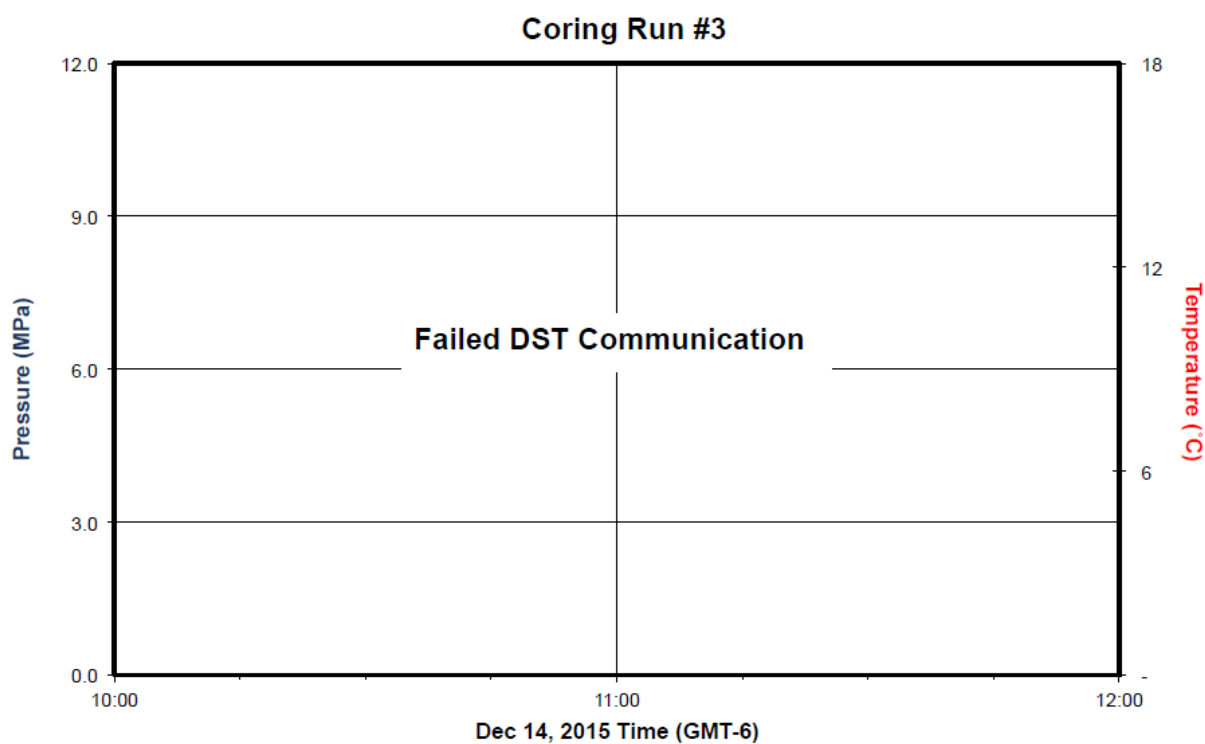 Coring Run #3
12.0
9.0
6.0
3.0
0.0
Pressure (MPa)
Failed DST Communication
18
12
6
-
Temperature (˚C)
10:00 11:00 12:00
Dec 14, 2015 Time (GMT-6)